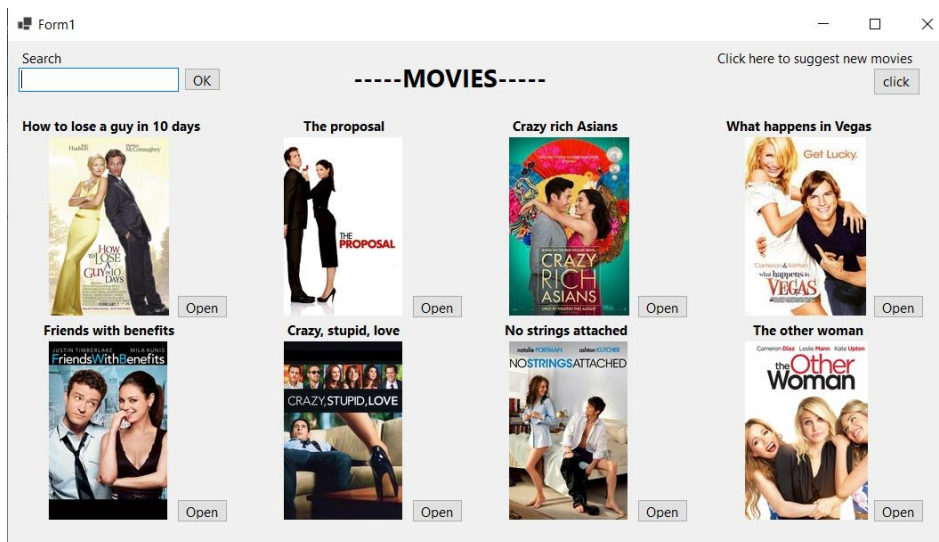 Form1
Search
Click here to suggest new movies
OK
-----MOVIES-----
click
How to lose a guy in 10 days
The proposal
Crazy rich Asians
What happens in Vegas
Hudson
McConaughey
HOW
TO LOSE
A
GUY IN 10
DAYS
Open
THE
PROPOSAL
Open
CRAZY
RICH
ASIANS
Open
Get Lucky.
Cameron & Ashton
what happens in
VEGAS
Open
Friends with benefits
Crazy, stupid, love
No strings attached
The other woman
JUSTIN TIMBERLAKE MILA KUNIS
FriendsWithBenefits
Open
CRAZY, STUPID, LOVE
Open
natalie PORTMAN ashton KUTCHER
NOSTRINGSATTACHED
Open
Cameron Diaz Leslie Mann Kate Upton
the Other
Woman
Open